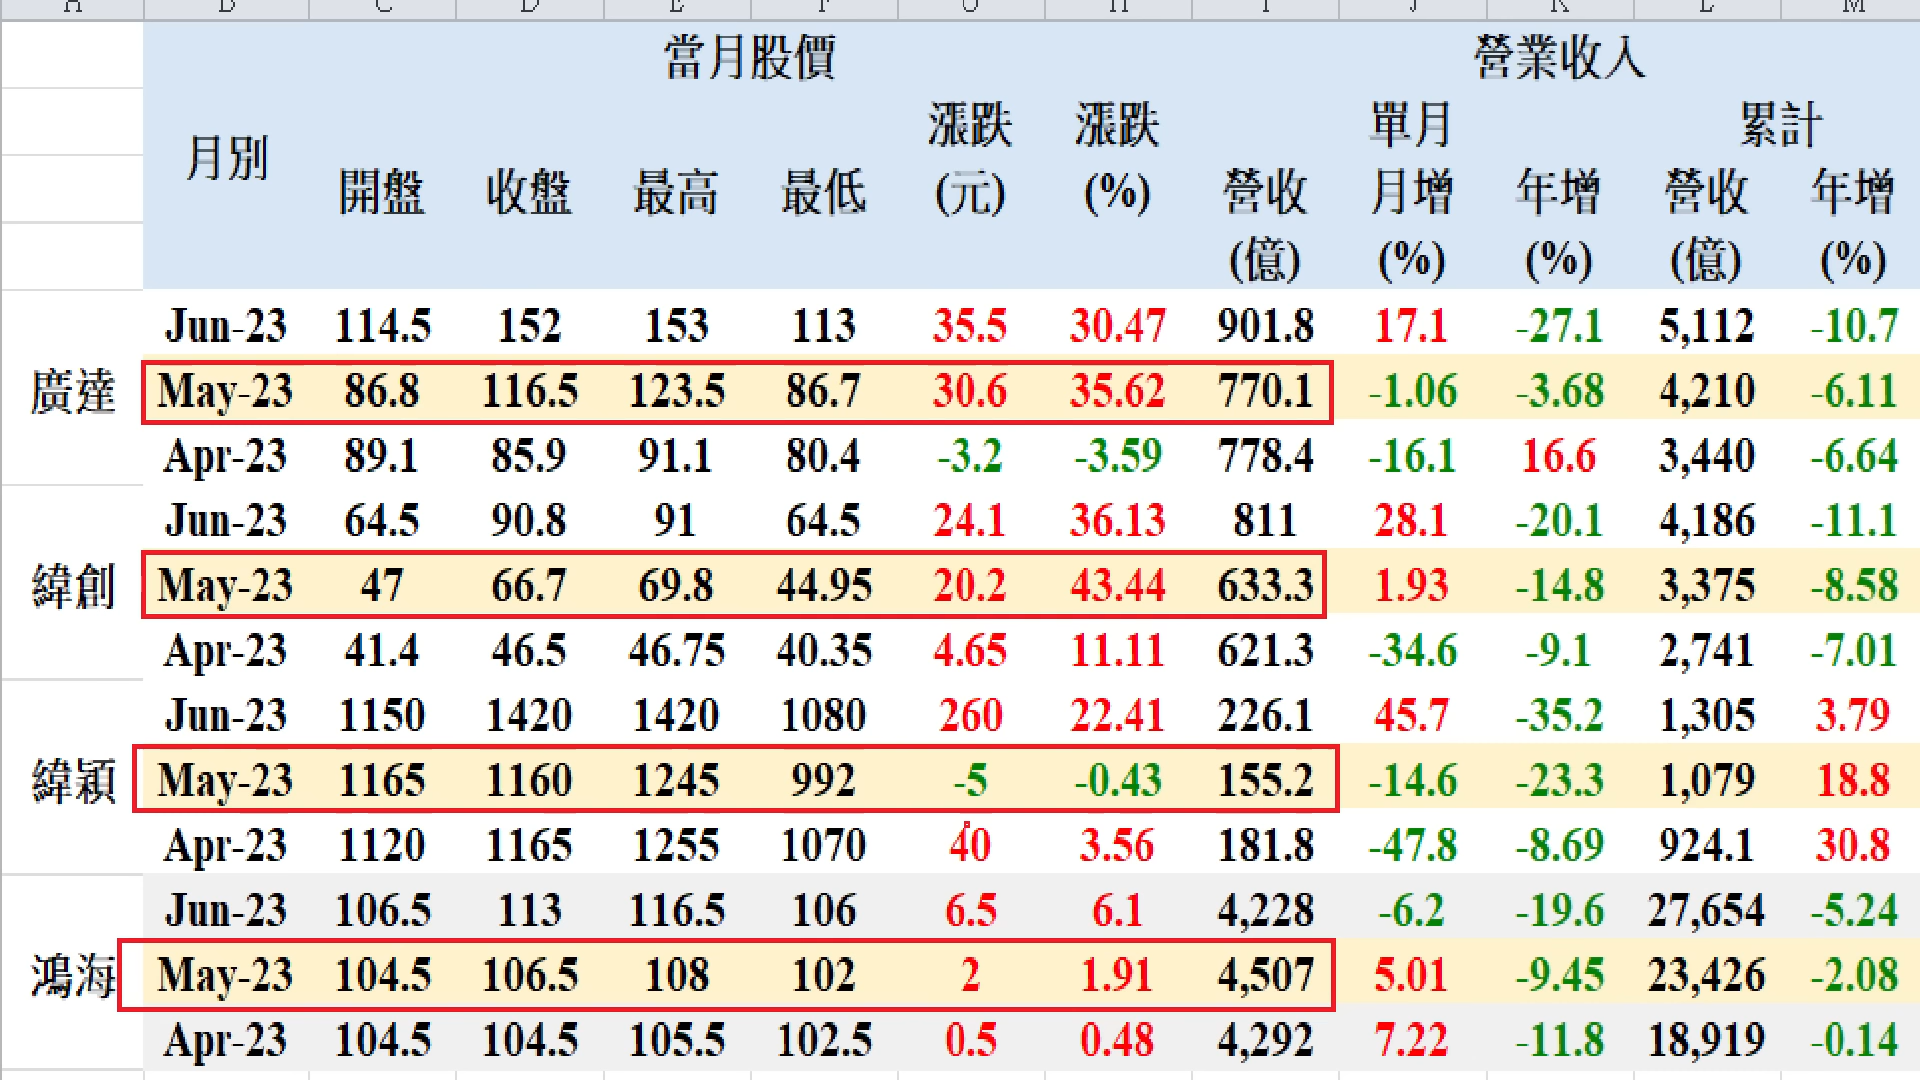 A B C D E F G H I J K L M
當月股價 營業收入
漲跌 漲跌 單月 累計
月別 開盤 收盤 最高 最低 (元) (%) 營收 月增 年增 營收 年增
(億) (%) (%) (億) (%)
Jun-23 114.5 152 153 113 35.5 30.47 901.8 17.1 -27.1 5,112 -10.7
廣達 May-23 86.8 116.5 123.5 86.7 30.6 35.62 770.1 -1.06 -3.68 4,210 -6.11
Apr-23 89.1 85.9 91.1 80.4 -3.2 -3.59 778.4 -16.1 16.6 3,440 -6.64
Jun-23 64.5 90.8 91 64.5 24.1 36.13 811 28.1 -20.1 4,186 -11.1
緯創 May-23 47 66.7 69.8 44.95 20.2 43.44 633.3 1.93 -14.8 3,375 -8.58
Apr-23 41.4 46.5 46.75 40.35 4.65 11.11 621.3 -34.6 -9.1 2,741 -7.01
Jun-23 1150 1420 1420 1080 260 22.41 226.1 45.7 -35.2 1,305 3.79
緯穎 May-23 1165 1160 1245 992 -5 -0.43 155.2 -14.6 -23.3 1,079 18.8
Apr-23 1120 1165 1255 1070 40 3.56 181.8 -47.8 -8.69 924.1 30.8
Jun-23 106.5 113 116.5 106 6.5 6.1 4,228 -6.2 -19.6 27,654 -5.24
鴻海 May-23 104.5 106.5 108 102 2 1.91 4,507 5.01 -9.45 23,426 -2.08
Apr-23 104.5 104.5 105.5 102.5 0.5 0.48 4,292 7.22 -11.8 18,919 -0.14